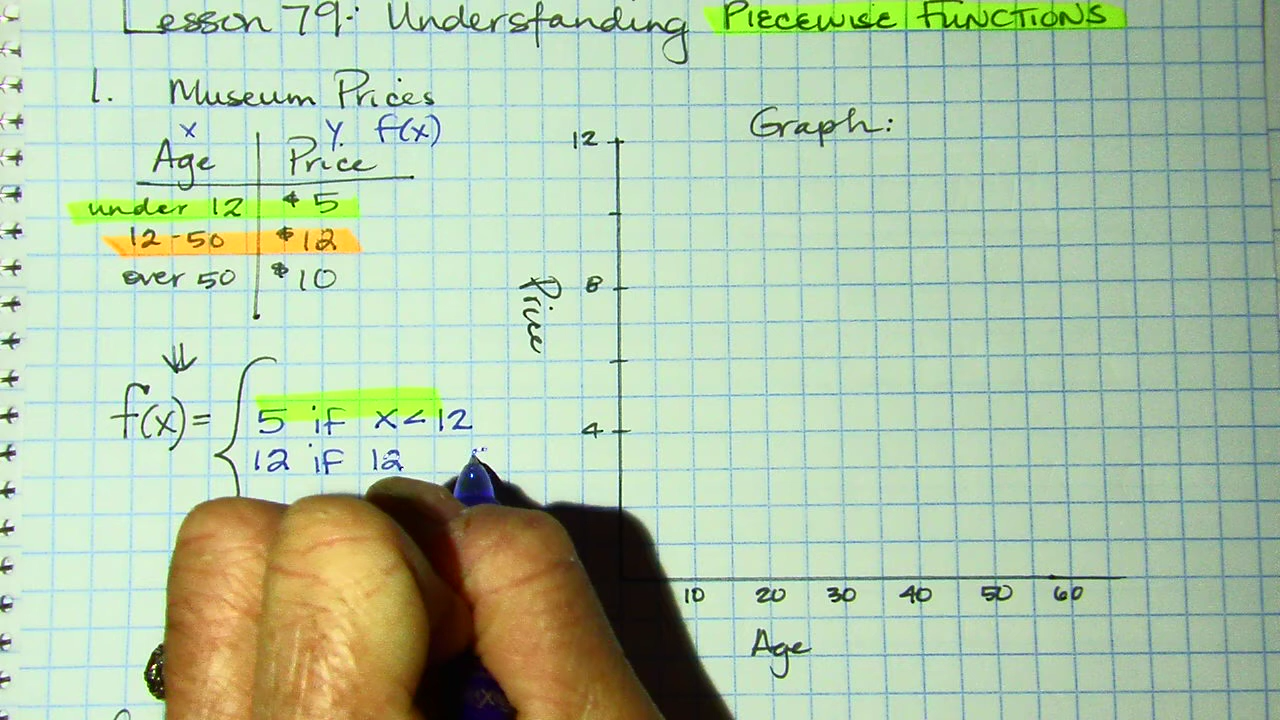 Lesson 79: Understanding PIECEWISE FUNCTIONS
1. Museum Prices
x y f(x)
Age Price
under 12 $5
12-50 $12
over 50 $10
f(x) = { 5 if x < 12
12 if 12
Graph:
12
8
4
Price
10 20 30 40 50 60
Age